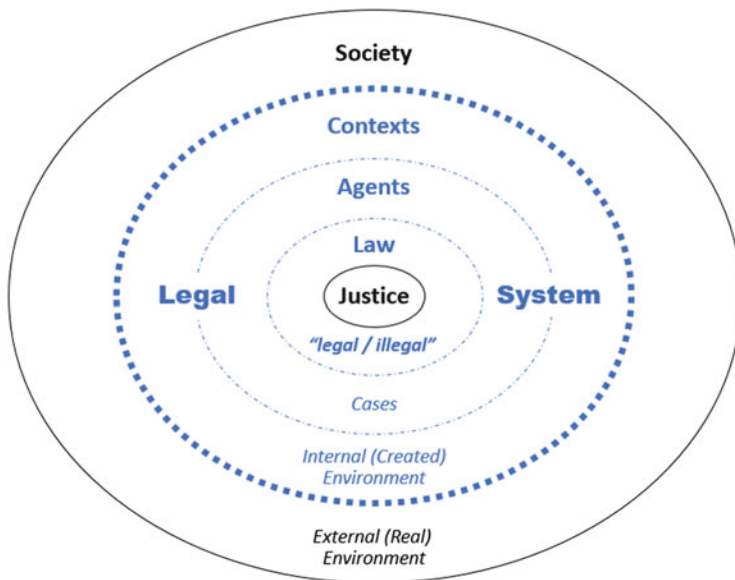 Society
Contexts
Agents
Law
Legal
Justice
System
“legal / illegal”
Cases
Internal (Created)
Environment
External (Real)
Environment